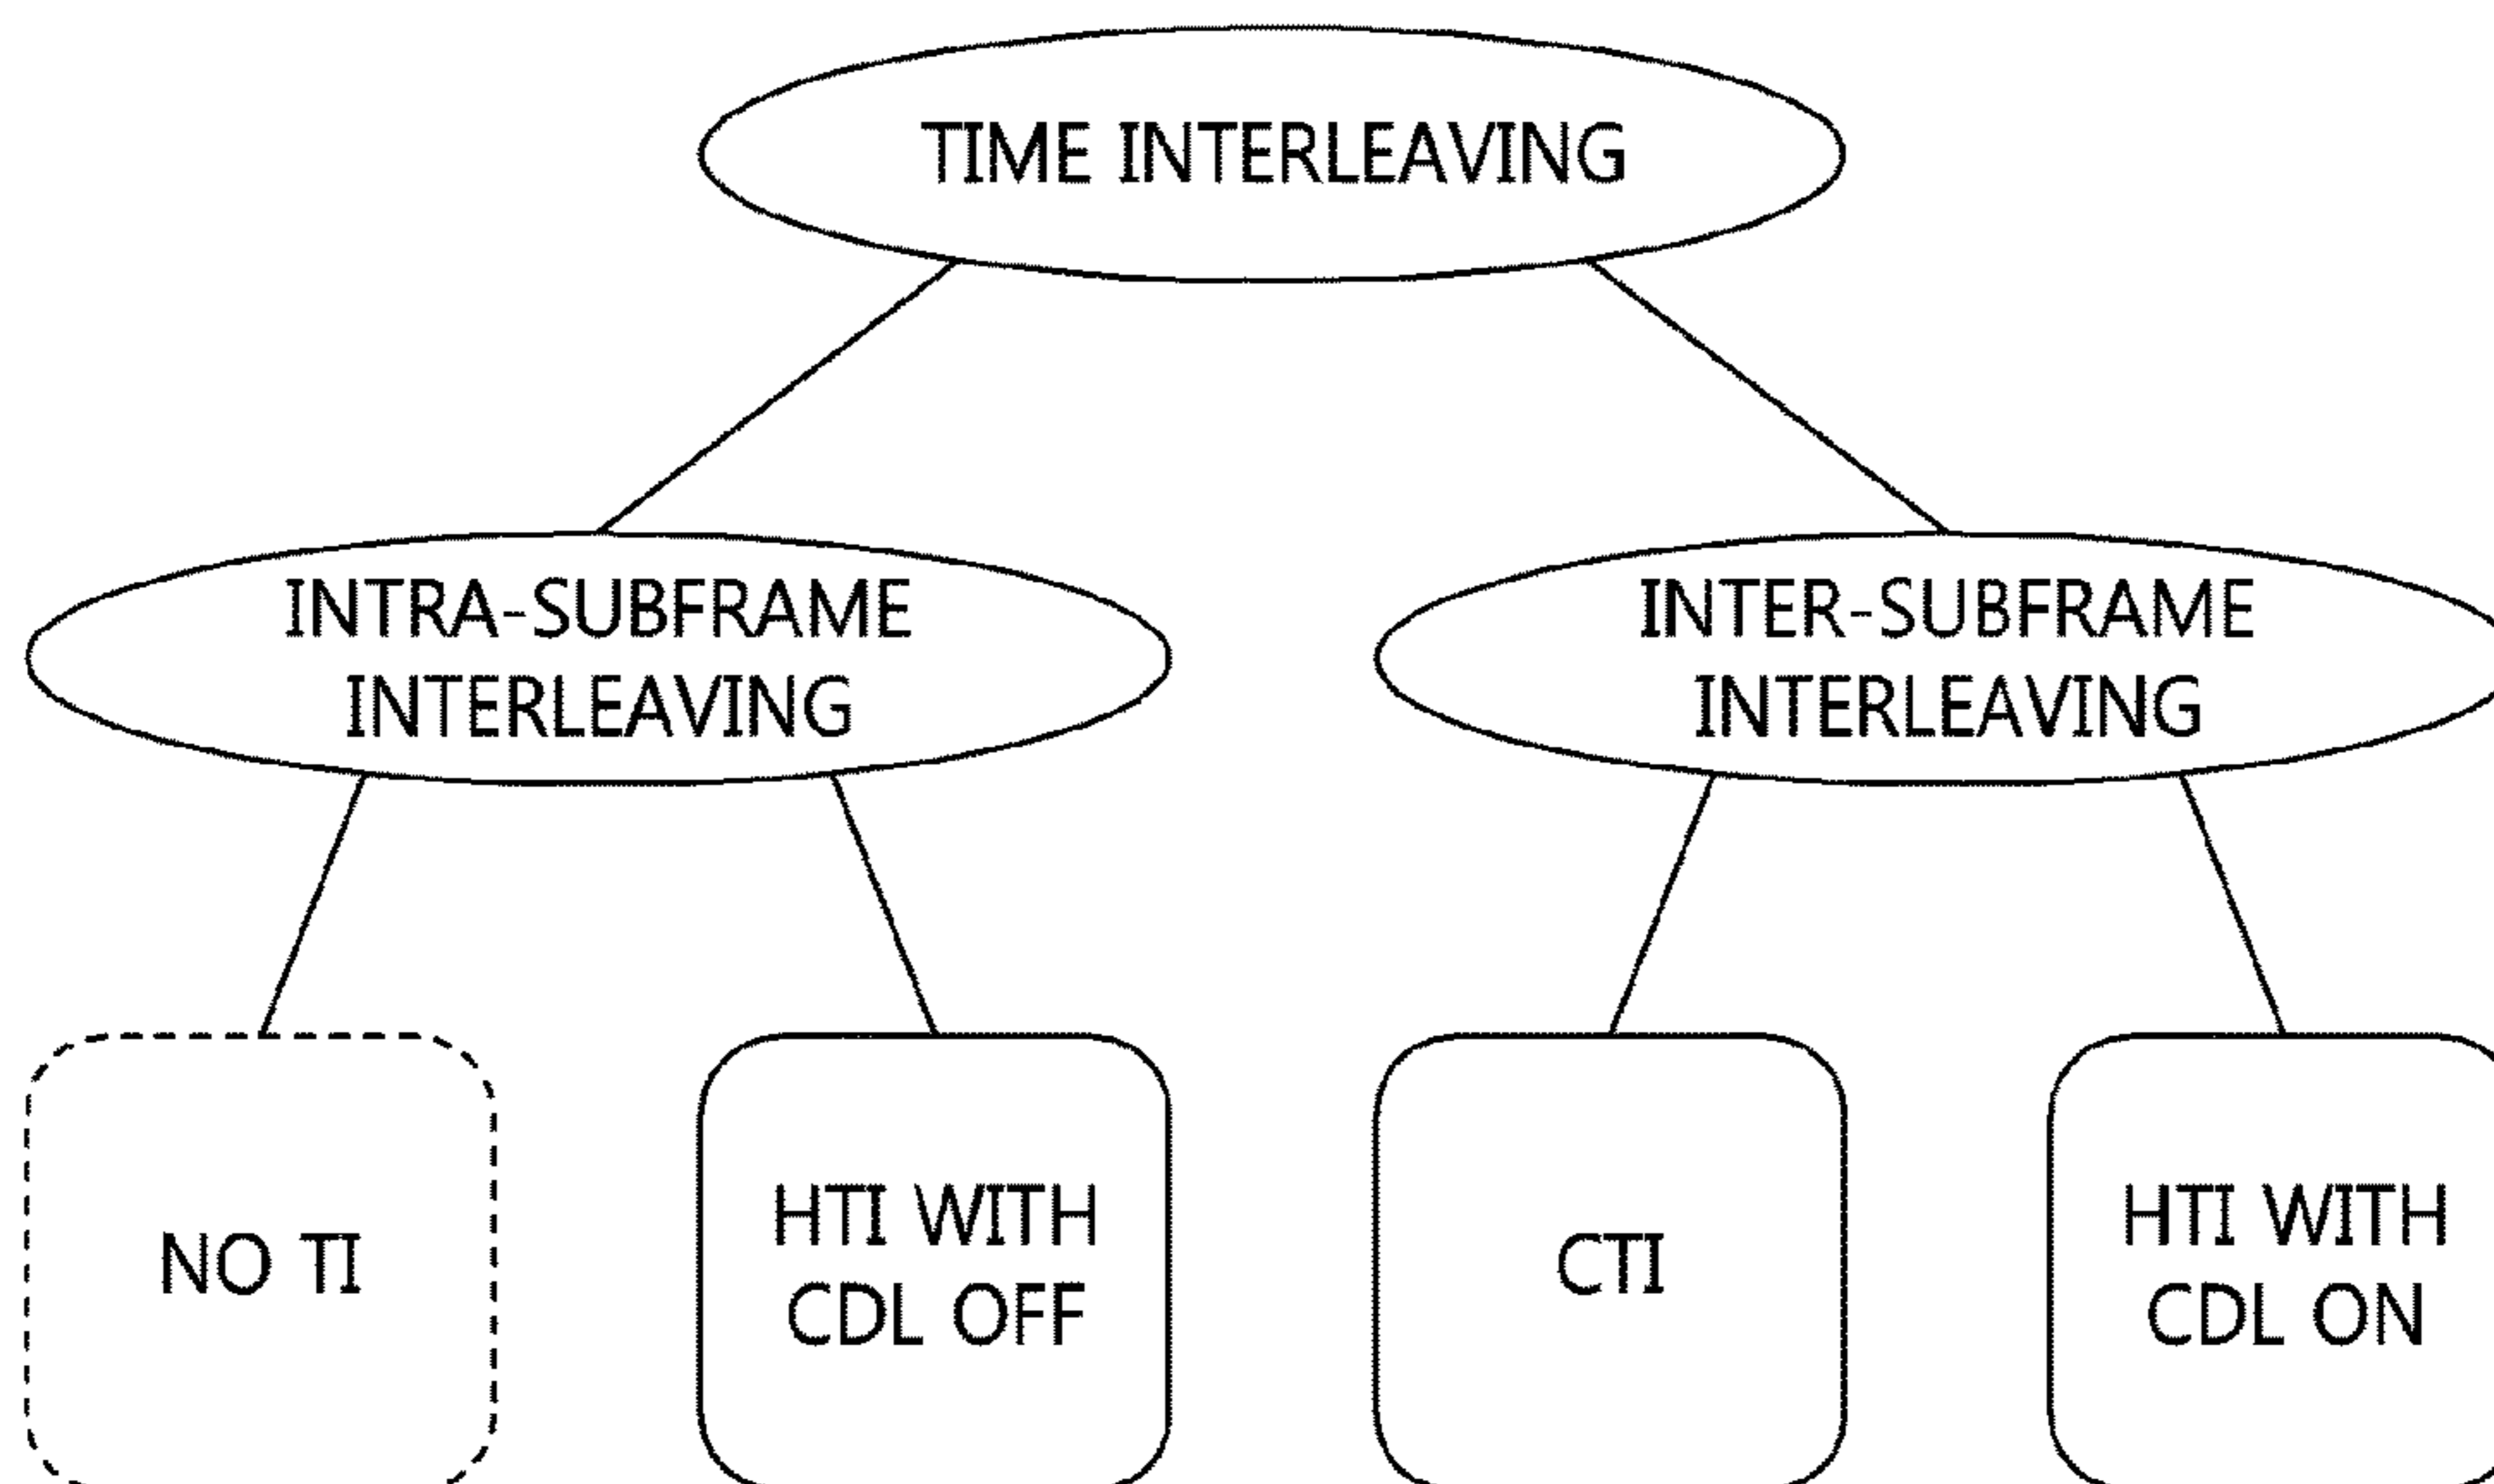 TIME INTERLEAVING
INTRA-SUBFRAME
INTERLEAVING
INTER-SUBFRAME
INTERLEAVING
NO TI
HTI WITH
CDL OFF
CTI
HTI WITH
CDL ON